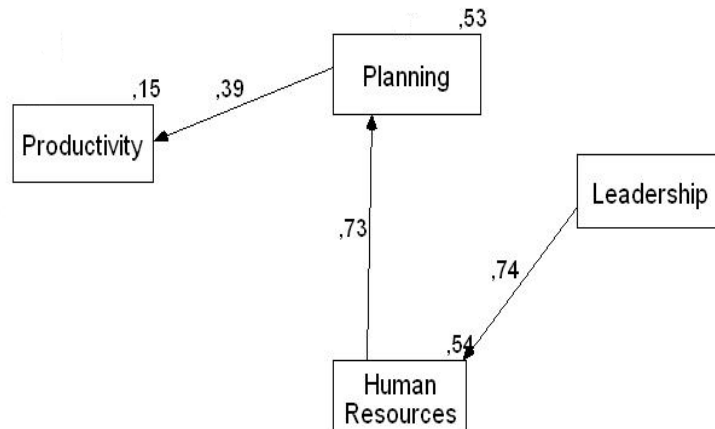 ,53
Planning
,15
,39
Productivity
Leadership
,73
,74
,54
Human
Resources